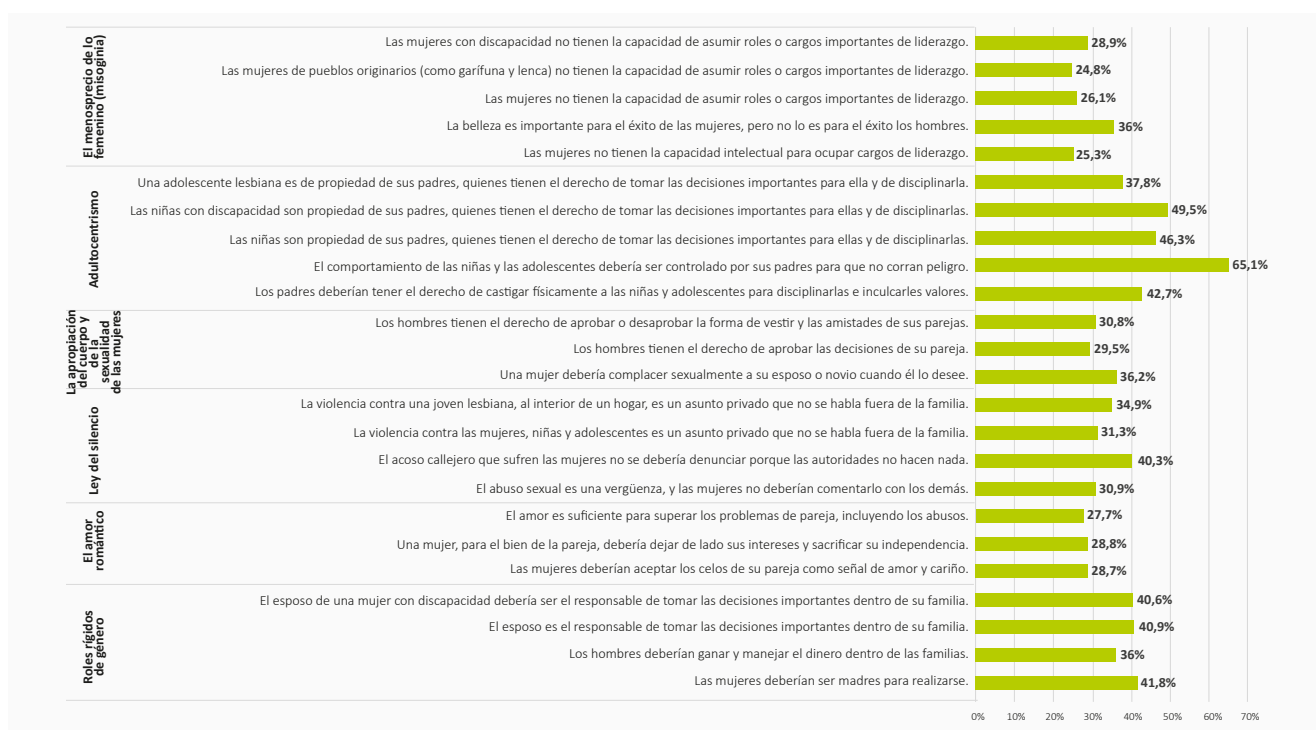 El menosprecio de lo
femenino (misoginia)
Las mujeres con discapacidad no tienen la capacidad de asumir roles o cargos importantes de liderazgo. 28,9%
Las mujeres de pueblos originarios (como garífuna y lenca) no tienen la capacidad de asumir roles o cargos importantes de liderazgo. 24,8%
Las mujeres no tienen la capacidad de asumir roles o cargos importantes de liderazgo. 26,1%
La belleza es importante para el éxito de las mujeres, pero no lo es para el éxito los hombres. 36%
Las mujeres no tienen la capacidad intelectual para ocupar cargos de liderazgo. 25,3%
Adultocentrismo
Una adolescente lesbiana es de propiedad de sus padres, quienes tienen el derecho de tomar las decisiones importantes para ella y de disciplinarla. 37,8%
Las niñas con discapacidad son propiedad de sus padres, quienes tienen el derecho de tomar las decisiones importantes para ellas y de disciplinarlas. 49,5%
Las niñas son propiedad de sus padres, quienes tienen el derecho de tomar las decisiones importantes para ellas y de disciplinarlas. 46,3%
El comportamiento de las niñas y las adolescentes debería ser controlado por sus padres para que no corran peligro. 65,1%
Los padres deberían tener el derecho de castigar físicamente a las niñas y adolescentes para disciplinarlas e inculcarles valores. 42,7%
La apropiación
del cuerpo y
de la
sexualidad
de las mujeres
Los hombres tienen el derecho de aprobar o desaprobar la forma de vestir y las amistades de sus parejas. 30,8%
Los hombres tienen el derecho de aprobar las decisiones de su pareja. 29,5%
Una mujer debería complacer sexualmente a su esposo o novio cuando él lo desee. 36,2%
Ley del silencio
La violencia contra una joven lesbiana, al interior de un hogar, es un asunto privado que no se habla fuera de la familia. 34,9%
La violencia contra las mujeres, niñas y adolescentes es un asunto privado que no se habla fuera de la familia. 31,3%
El acoso callejero que sufren las mujeres no se debería denunciar porque las autoridades no hacen nada. 40,3%
El abuso sexual es una vergüenza, y las mujeres no deberían comentarlo con los demás. 30,9%
El amor
romántico
El amor es suficiente para superar los problemas de pareja, incluyendo los abusos. 27,7%
Una mujer, para el bien de la pareja, debería dejar de lado sus intereses y sacrificar su independencia. 28,8%
Las mujeres deberían aceptar los celos de su pareja como señal de amor y cariño. 28,7%
Roles rígidos
de género
El esposo de una mujer con discapacidad debería ser el responsable de tomar las decisiones importantes dentro de su familia. 40,6%
El esposo es el responsable de tomar las decisiones importantes dentro de su familia. 40,9%
Los hombres deberían ganar y manejar el dinero dentro de las familias. 36%
Las mujeres deberían ser madres para realizarse. 41,8%
0% 10% 20% 30% 40% 50% 60% 70%